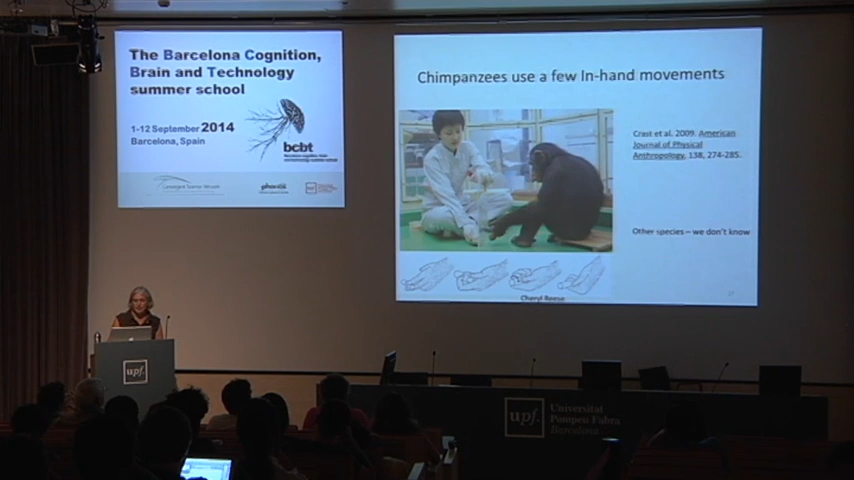 The Barcelona Cognition,
Brain and Technology
summer school
1-12 September 2014
Barcelona, Spain
bcbt
Chimpanzees use a few In-hand movements
Crast et al. 2009. American
Journal of Physical
Anthropology, 138, 274-285.
Other species – we don't know
Cheryl Reese
upf.
upf.
Universitat
Pompeu Fabra
Barcelona